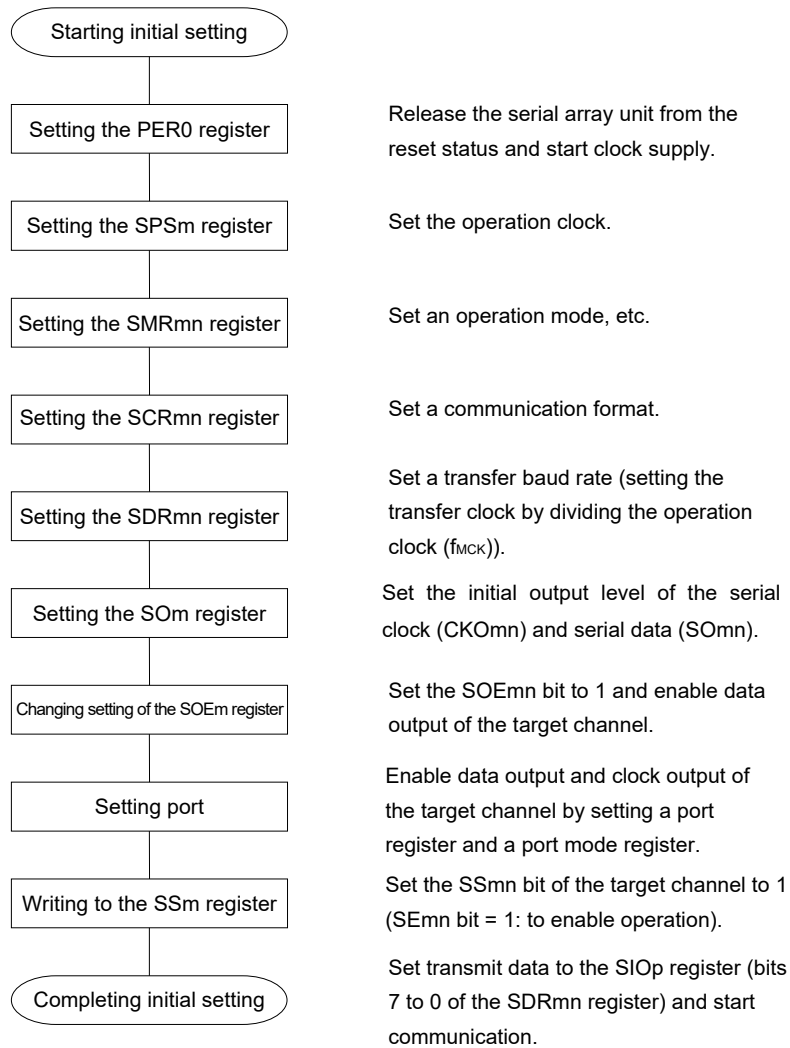 Starting initial setting
Setting the PER0 register
Release the serial array unit from the
reset status and start clock supply.
Setting the SPSm register
Set the operation clock.
Setting the SMRmn register
Set an operation mode, etc.
Setting the SCRmn register
Set a communication format.
Setting the SDRmn register
Set a transfer baud rate (setting the
transfer clock by dividing the operation
clock (fMCK)).
Setting the SOm register
Set the initial output level of the serial
clock (CKOmn) and serial data (SOmn).
Changing setting of the SOEm register
Set the SOEmn bit to 1 and enable data
output of the target channel.
Setting port
Enable data output and clock output of
the target channel by setting a port
register and a port mode register.
Writing to the SSm register
Set the SSmn bit of the target channel to 1
(SEmn bit = 1: to enable operation).
Completing initial setting
Set transmit data to the SIOp register (bits
7 to 0 of the SDRmn register) and start
communication.